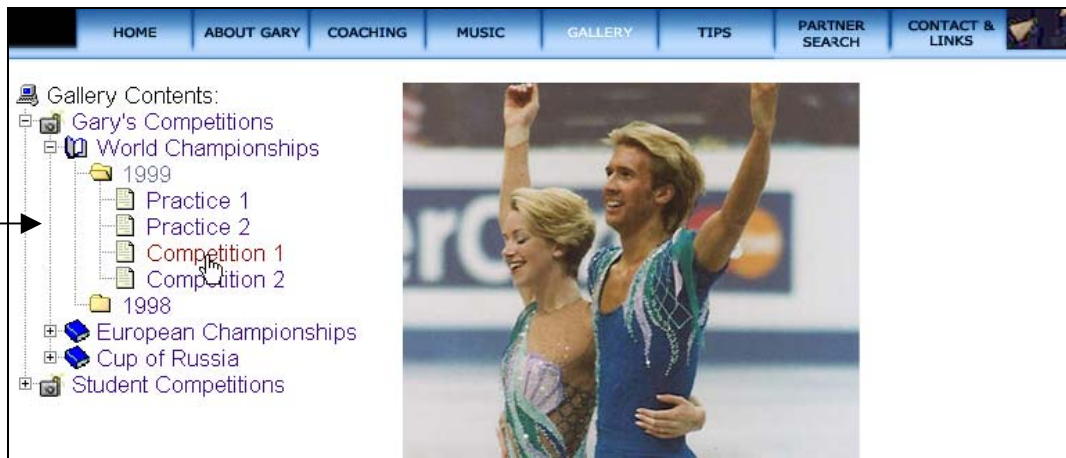 HOME ABOUT GARY COACHING MUSIC GALLERY TIPS PARTNER SEARCH CONTACT & LINKS
Gallery Contents:
Gary's Competitions
World Championships
1999
Practice 1
Practice 2
Competition 1
Competition 2
1998
European Championships
Cup of Russia
Student Competitions
erC